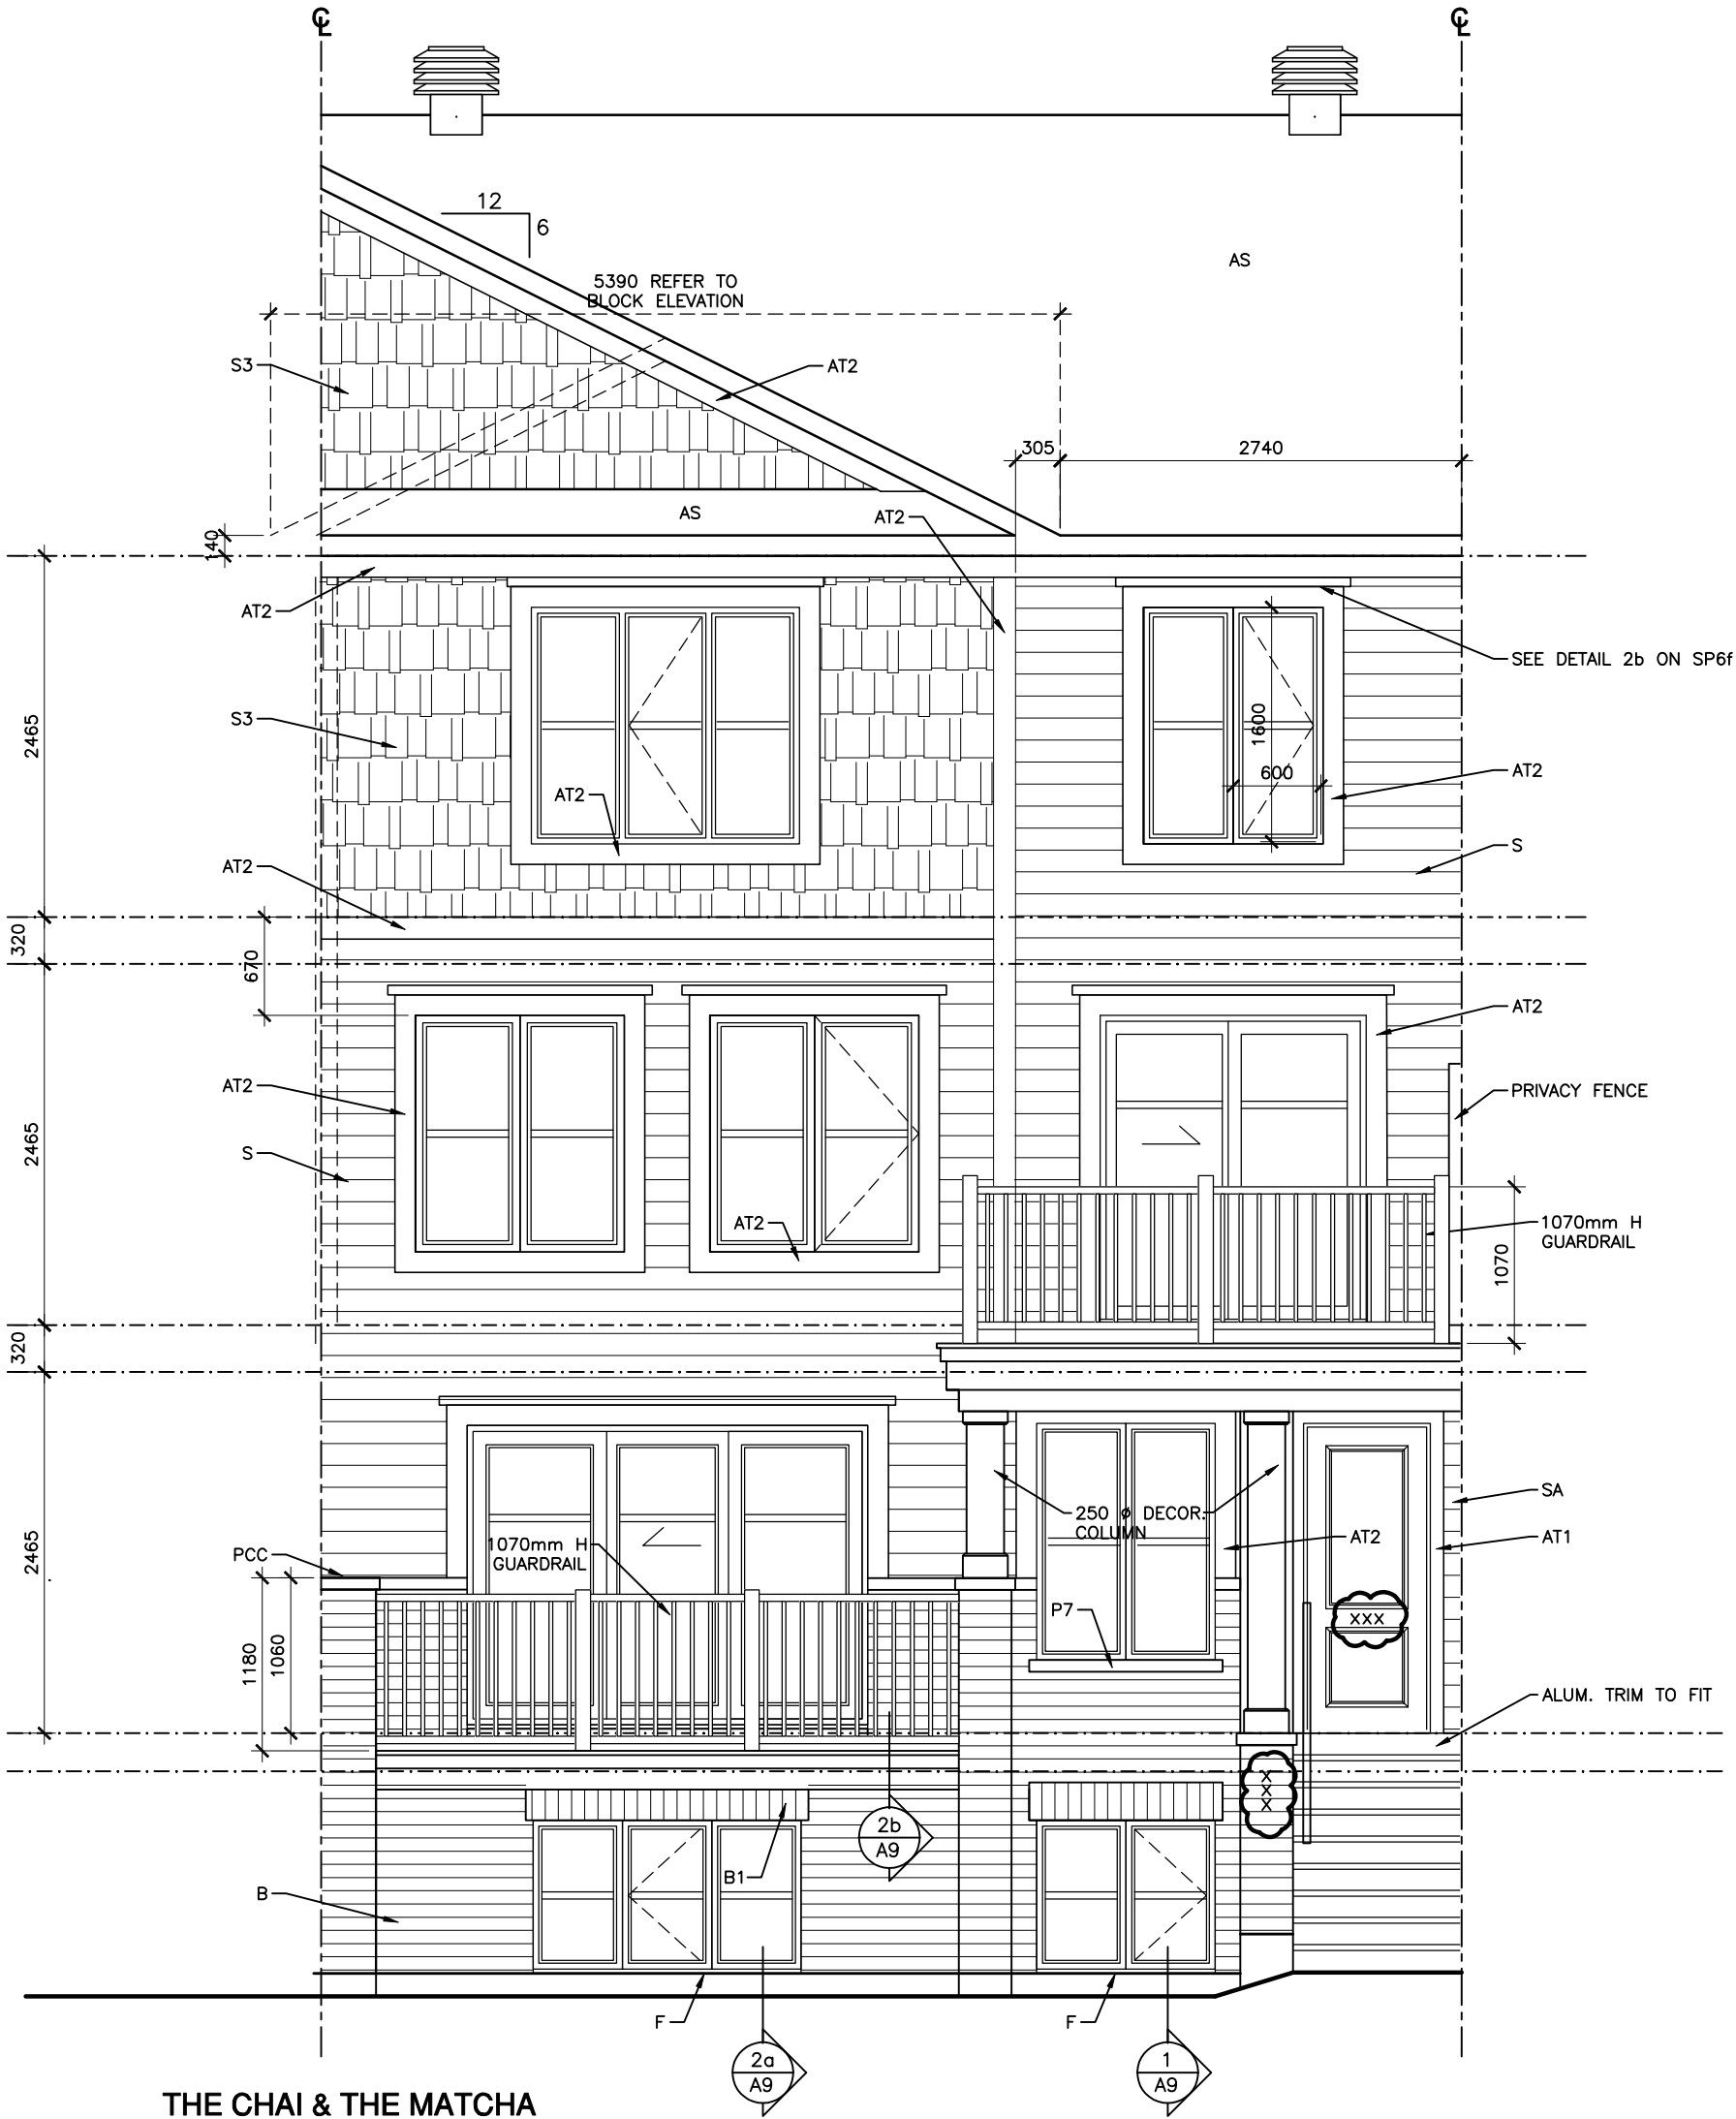 ℄ ℄
12
6
AS
5390 REFER TO
BLOCK ELEVATION
S3
AT2
305 2740
AS
AT2
140
AT2
SEE DETAIL 2b ON SP6f
2465
S3
1600
600
AT2
AT2
S
AT2
320
670
AT2
AT2
PRIVACY FENCE
2465
S
AT2
1070mm H
GUARDRAIL
1070
320
250 ø DECOR.
COLUMN
SA
1070mm H
GUARDRAIL
AT2
AT1
PCC
2465
P7
XXX
1180
1060
ALUM. TRIM TO FIT
X
X
X
2b
A9
B1
B
F
F
2a
A9
1
A9
THE CHAI & THE MATCHA